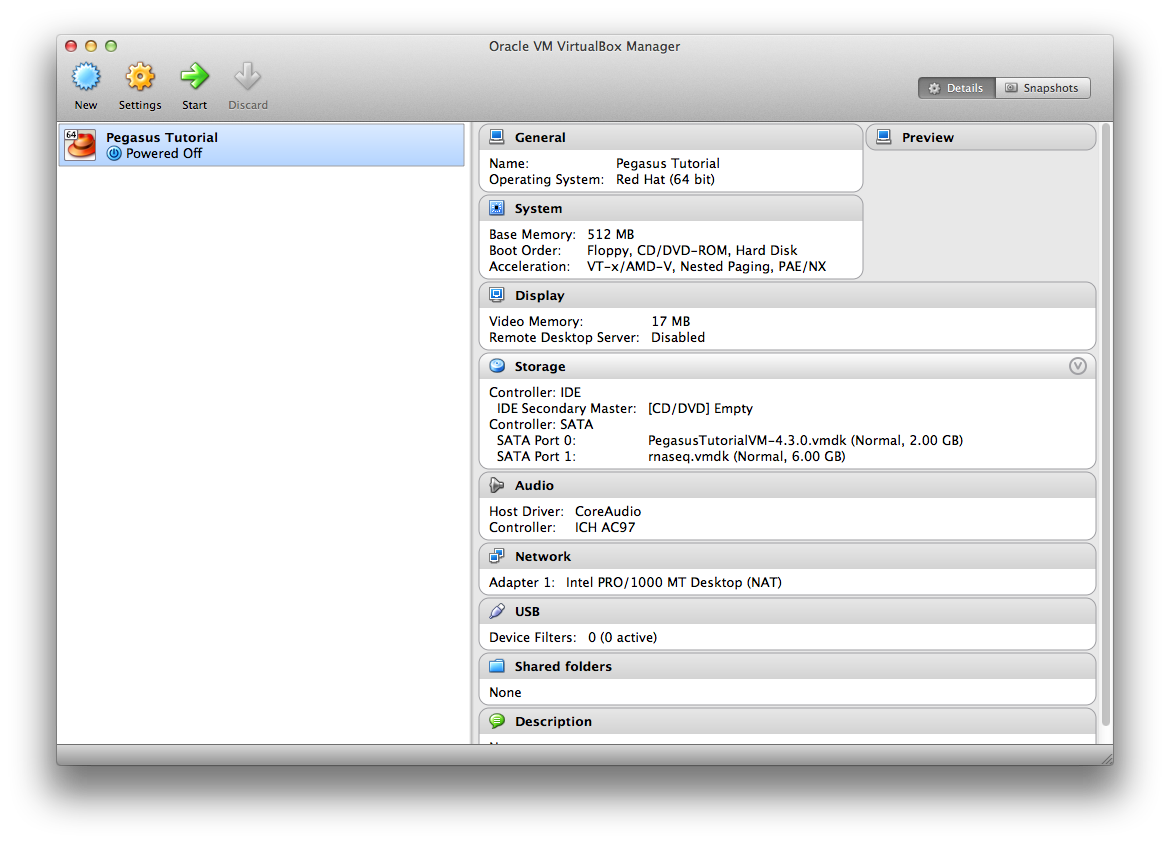 Oracle VM VirtualBox Manager
New Settings Start Discard
Details Snapshots
64
Pegasus Tutorial
Powered Off
General
Name: Pegasus Tutorial
Operating System: Red Hat (64 bit)
Preview
System
Base Memory: 512 MB
Boot Order: Floppy, CD/DVD-ROM, Hard Disk
Acceleration: VT-x/AMD-V, Nested Paging, PAE/NX
Display
Video Memory: 17 MB
Remote Desktop Server: Disabled
Storage
Controller: IDE
IDE Secondary Master: [CD/DVD] Empty
Controller: SATA
SATA Port 0: PegasusTutorialVM-4.3.0.vmdk (Normal, 2.00 GB)
SATA Port 1: rnaseq.vmdk (Normal, 6.00 GB)
Audio
Host Driver: CoreAudio
Controller: ICH AC97
Network
Adapter 1: Intel PRO/1000 MT Desktop (NAT)
USB
Device Filters: 0 (0 active)
Shared folders
None
Description